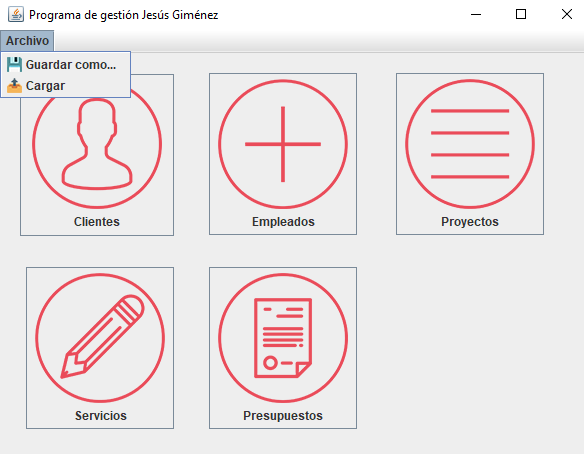 Programa de gestión Jesús Giménez
Archivo
Guardar como...
Cargar
Clientes
Empleados
Proyectos
Servicios
Presupuestos